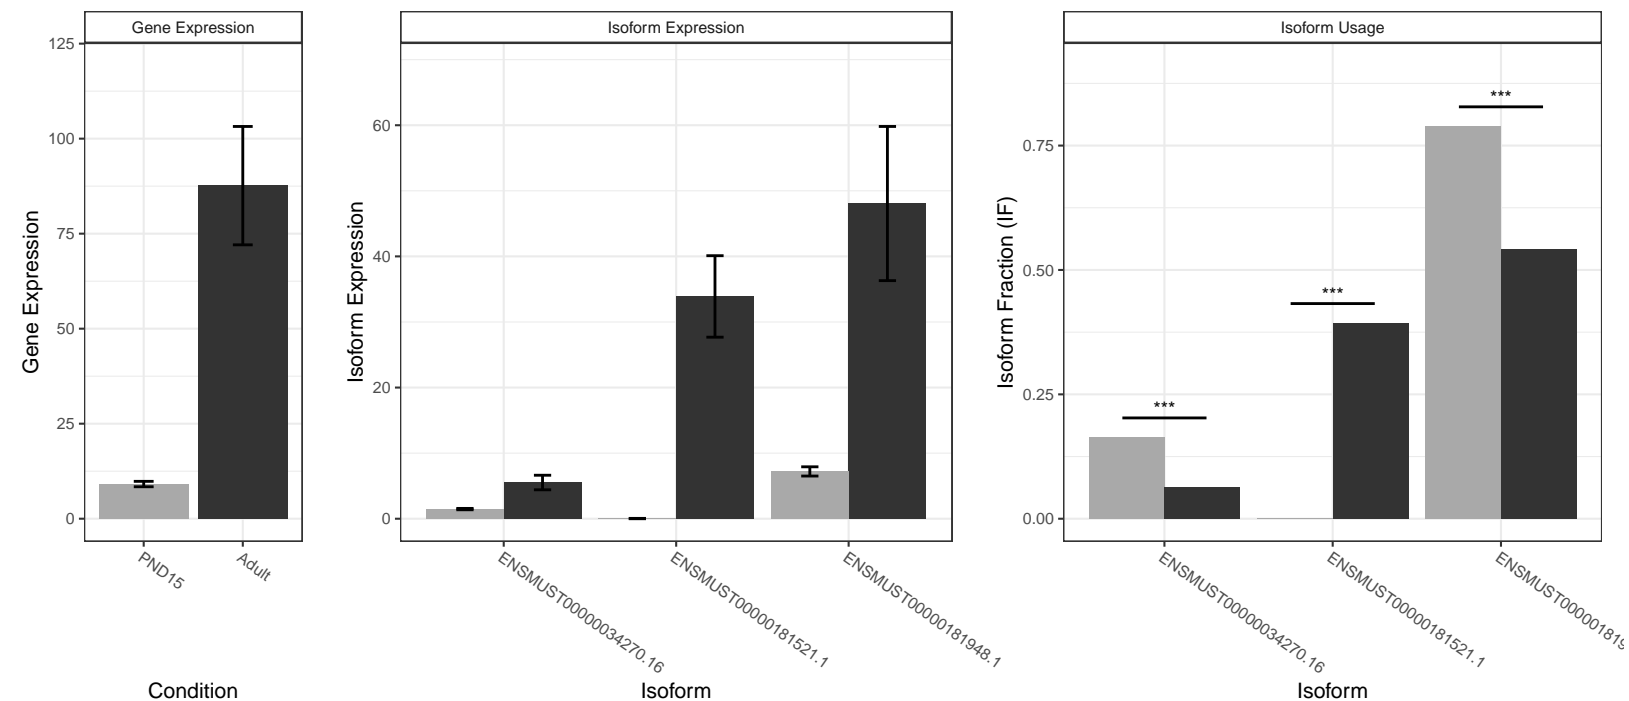 Gene Expression
Isoform Expression
Isoform Usage
Gene Expression
125
100
75
50
25
0
PND15
Adult
Condition
Isoform Expression
60
40
20
0
ENSMUST00000034270.16
ENSMUST00000181521.1
ENSMUST00000181948.1
Isoform
Isoform Fraction (IF)
0.75
0.50
0.25
0.00
***
***
***
ENSMUST00000034270.16
ENSMUST00000181521.1
ENSMUST000001819
Isoform